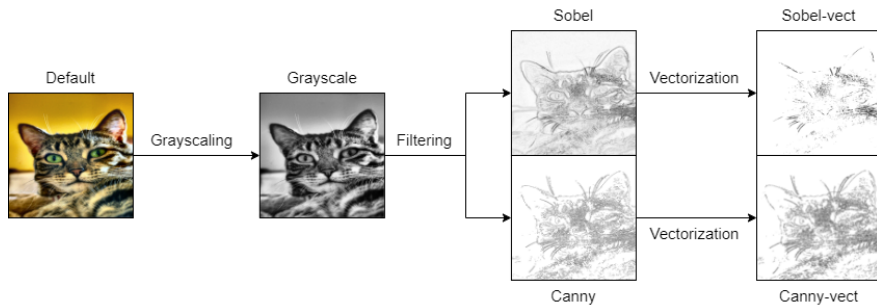 Default
Grayscaling
Grayscale
Filtering
Sobel
Vectorization
Sobel-vect
Canny
Vectorization
Canny-vect